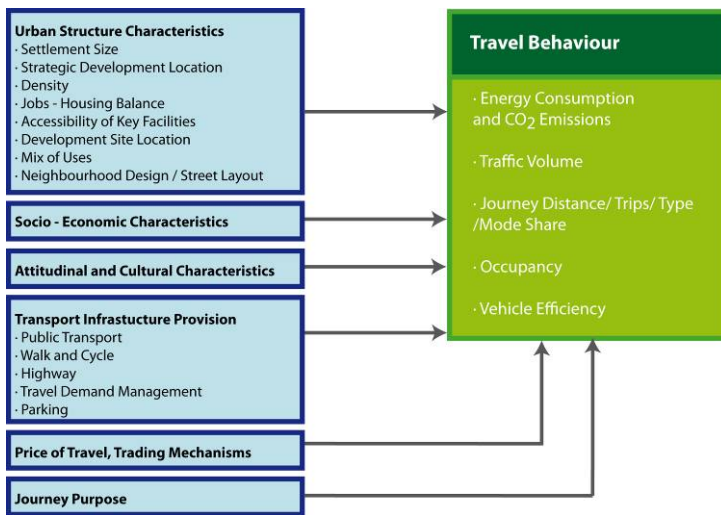 Urban Structure Characteristics
· Settlement Size
· Strategic Development Location
· Density
· Jobs - Housing Balance
· Accessibility of Key Facilities
· Development Site Location
· Mix of Uses
· Neighbourhood Design / Street Layout
Socio - Economic Characteristics
Attitudinal and Cultural Characteristics
Transport Infrastucture Provision
· Public Transport
· Walk and Cycle
· Highway
· Travel Demand Management
· Parking
Price of Travel, Trading Mechanisms
Journey Purpose
Travel Behaviour
· Energy Consumption
and CO2 Emissions
· Traffic Volume
· Journey Distance/ Trips/ Type
/Mode Share
· Occupancy
· Vehicle Efficiency